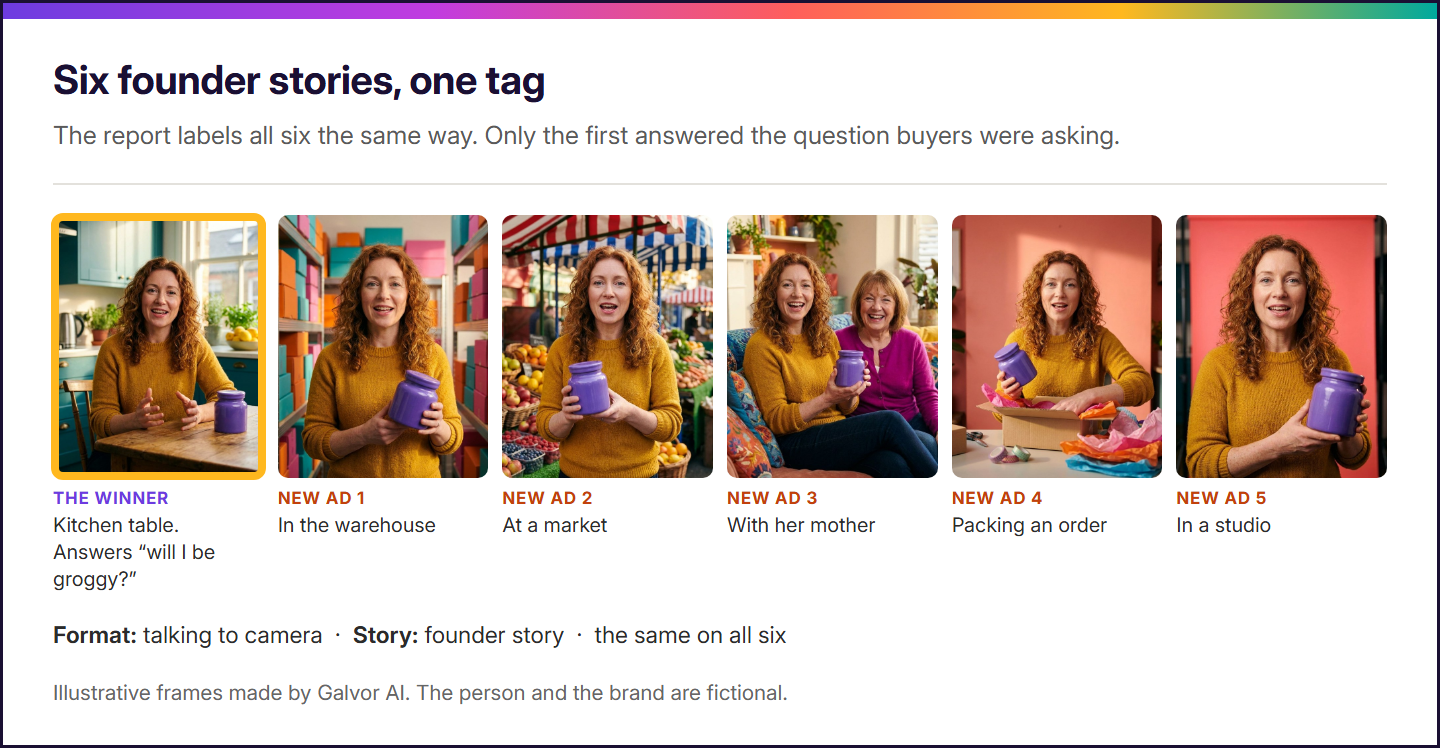 Six founder stories, one tag
The report labels all six the same way. Only the first answered the question buyers were asking.
THE WINNER
Kitchen table.
Answers “will I be
groggy?”
NEW AD 1
In the warehouse
NEW AD 2
At a market
NEW AD 3
With her mother
NEW AD 4
Packing an order
NEW AD 5
In a studio
Format: talking to camera · Story: founder story · the same on all six
Illustrative frames made by Galvor AI. The person and the brand are fictional.